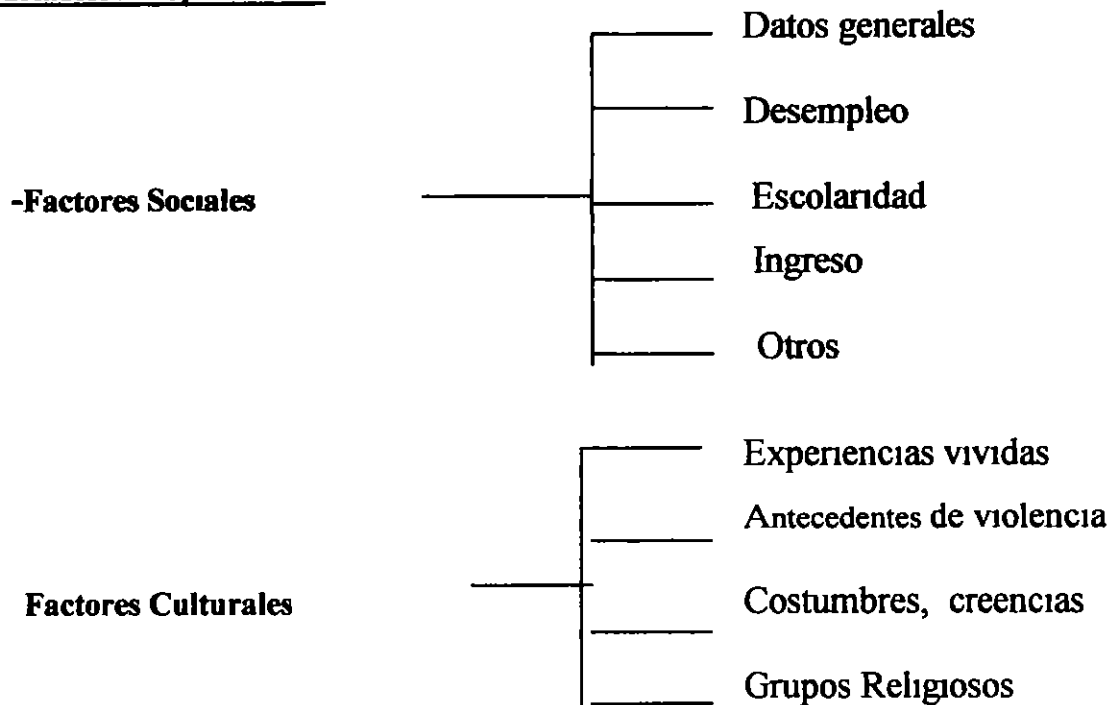 Datos generales
Desempleo
-Factores Sociales
Escolaridad
Ingreso
Otros
Experiencias vividas
Antecedentes de violencia
Factores Culturales
Costumbres, creencias
Grupos Religiosos